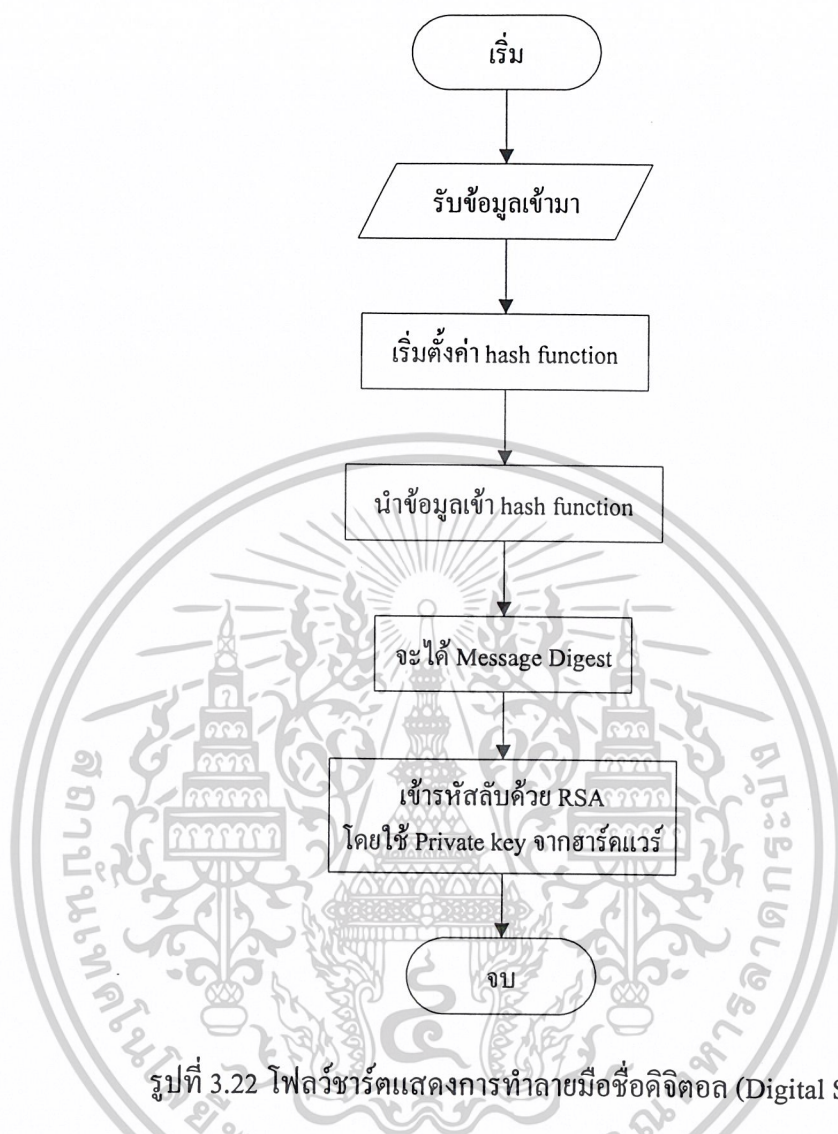 เริ่ม
รับข้อมูลเข้ามา
เริ่มตั้งค่า hash function
นำข้อมูลเข้า hash function
จะได้ Message Digest
เข้ารหัสลับด้วย RSA
โดยใช้ Private key จากฮาร์ดแวร์
จบ
รูปที่ 3.22 โฟลว์ชาร์ตแสดงการทำลายมือชื่อดิจิตอล (Digital S